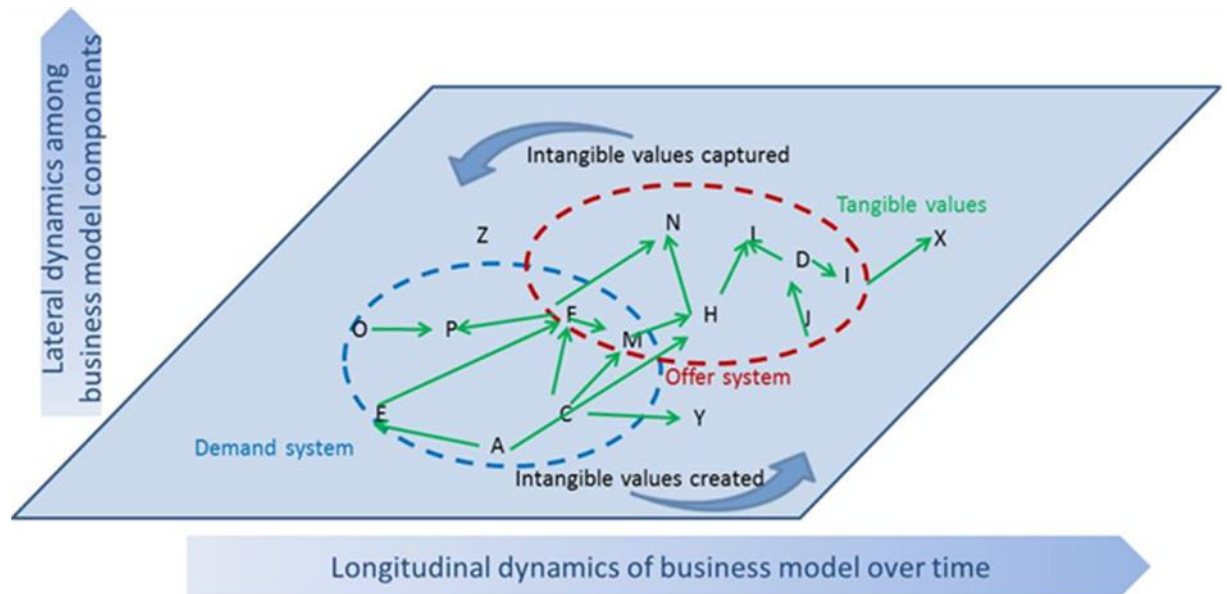 Lateral dynamics among
business model components
Intangible values captured
Tangible values
N
Z
X
D
I
O
P
F
M
H
J
Offer system
E
C
Y
Demand system
A
Intangible values created
Longitudinal dynamics of business model over time